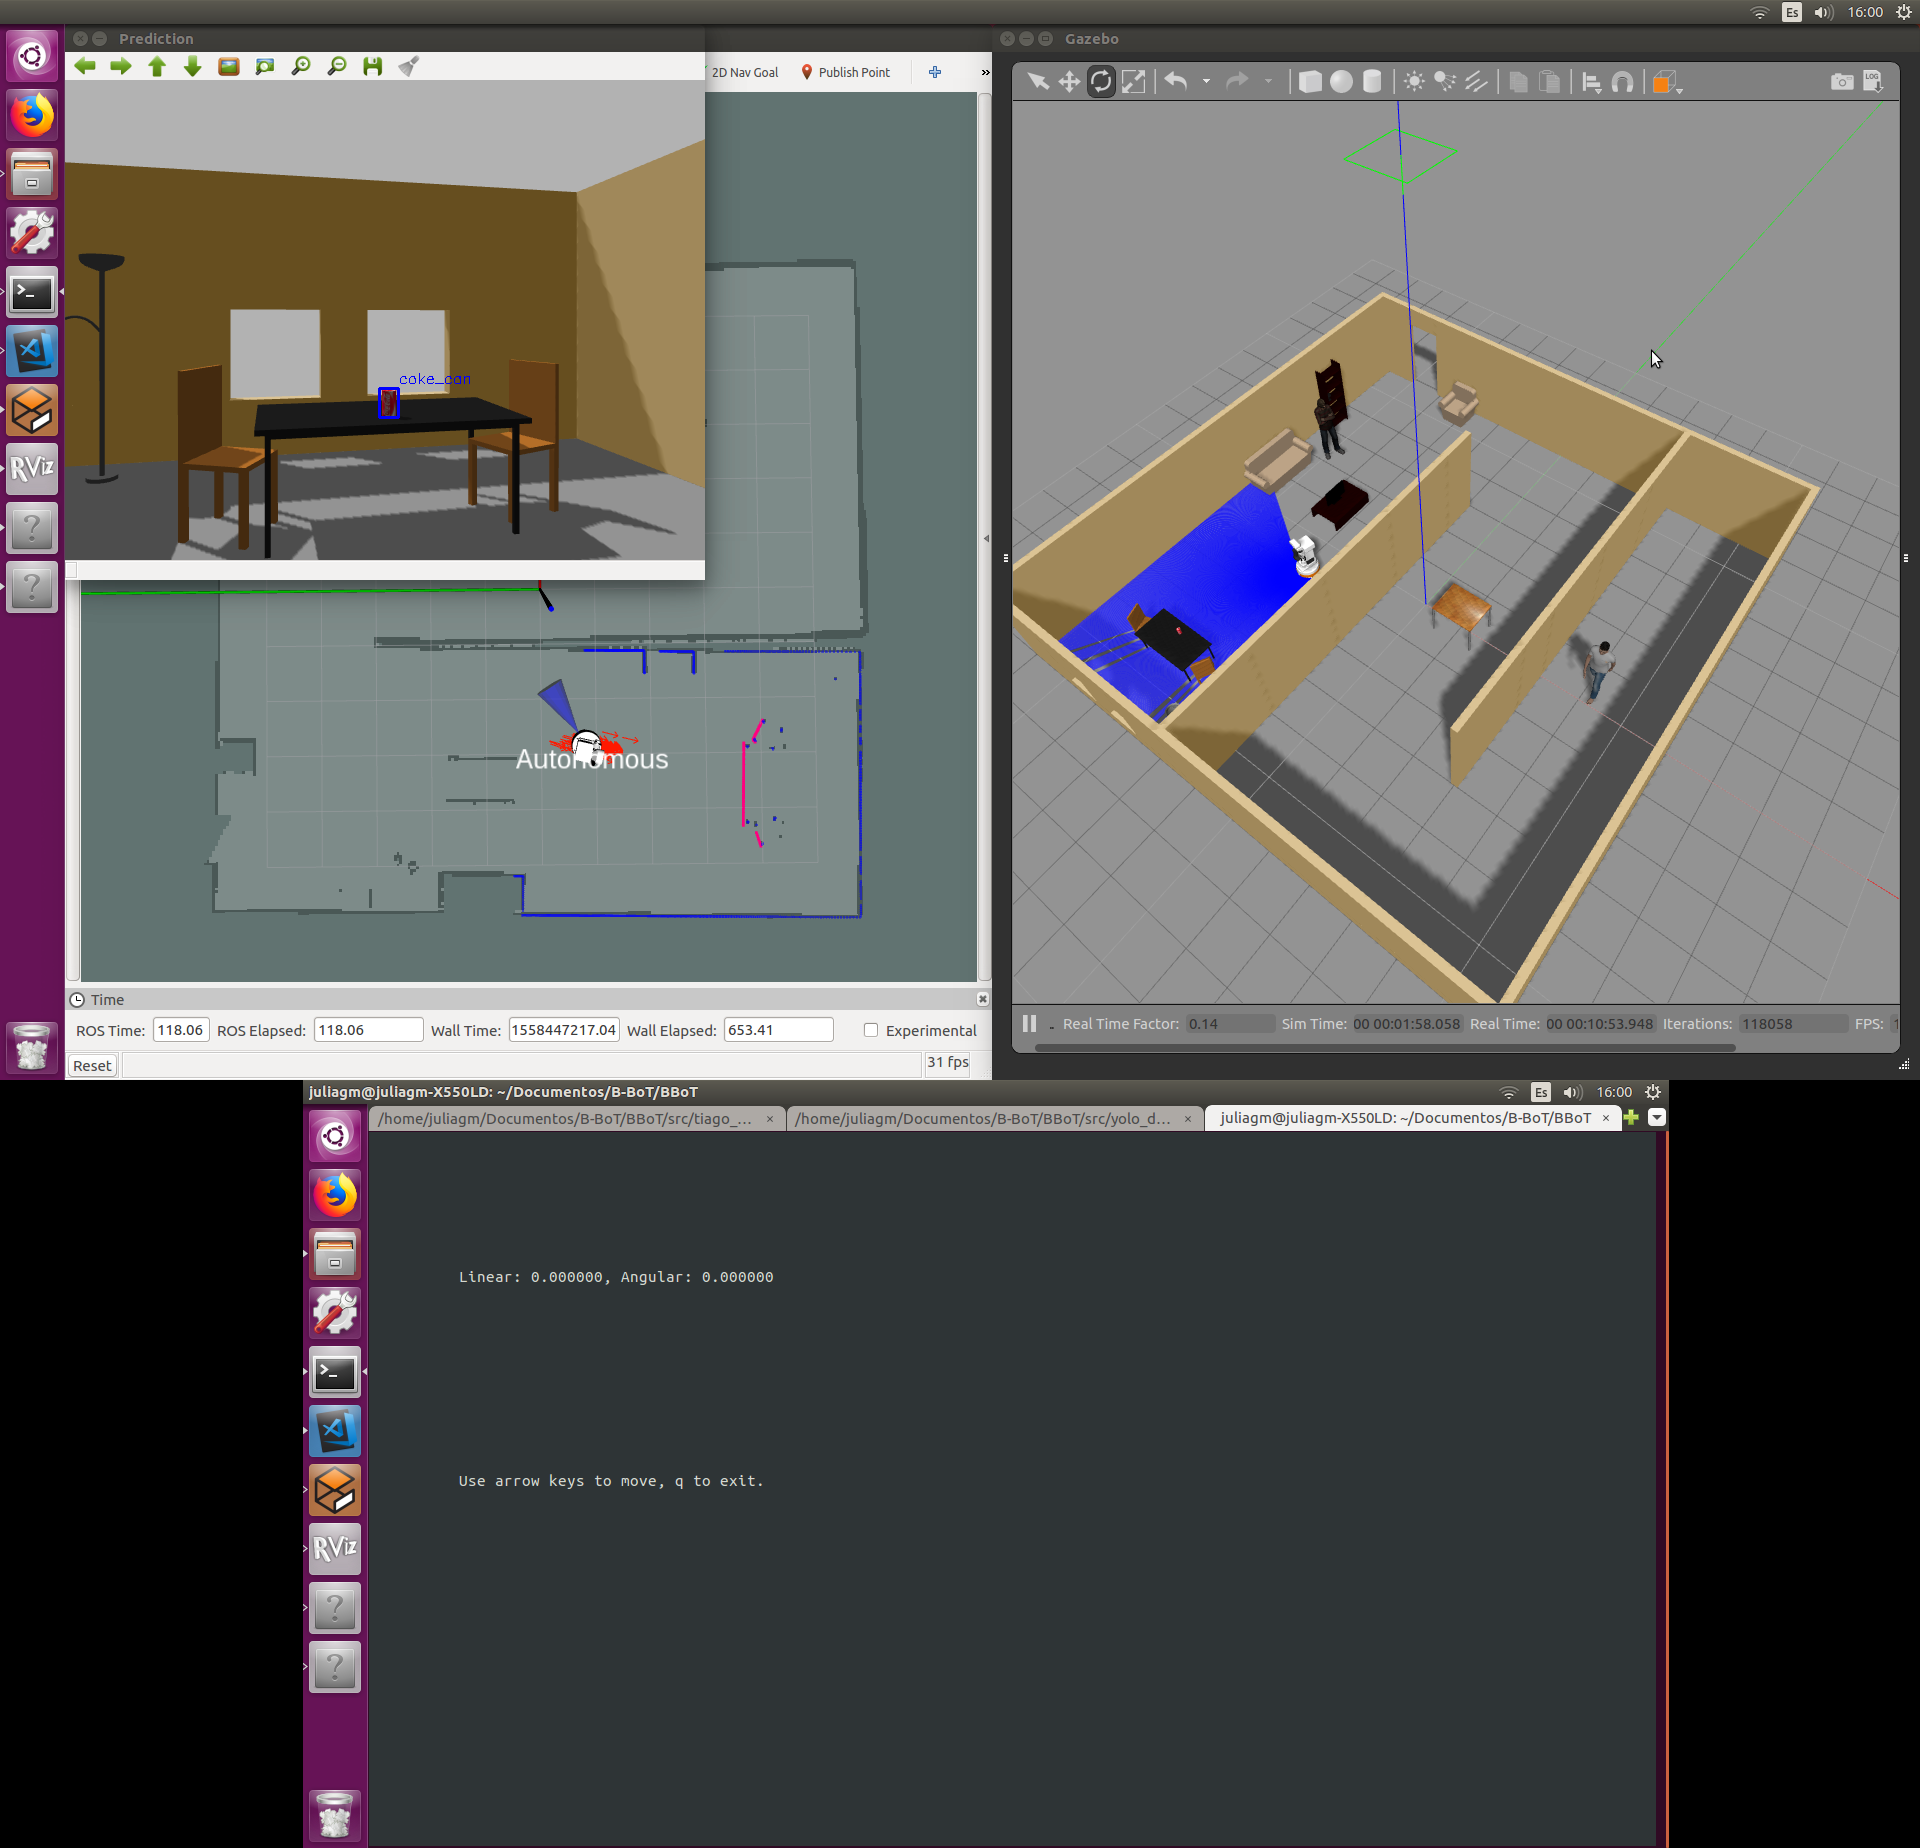 Es
16:00
Prediction
2D Nav Goal
Publish Point
»
coke_can
Autonomous
RViz
Time
ROS Time: 118.06 ROS Elapsed: 118.06 Wall Time: 1558447217.04 Wall Elapsed: 653.41 Experimental
Reset
31 fps
Gazebo
LOG
Real Time Factor: 0.14 Sim Time: 00 00:01:58.058 Real Time: 00 00:10:53.948 Iterations: 118058 FPS:
juliagm@juliagm-X550LD: ~/Documentos/B-BoT/BBoT
Es
16:00
/home/juliagm/Documentos/B-BoT/BBoT/src/tiago_... ×
/home/juliagm/Documentos/B-BoT/BBoT/src/yolo_d... ×
juliagm@juliagm-X550LD: ~/Documentos/B-BoT/BBoT ×
Linear: 0.000000, Angular: 0.000000
Use arrow keys to move, q to exit.
RViz